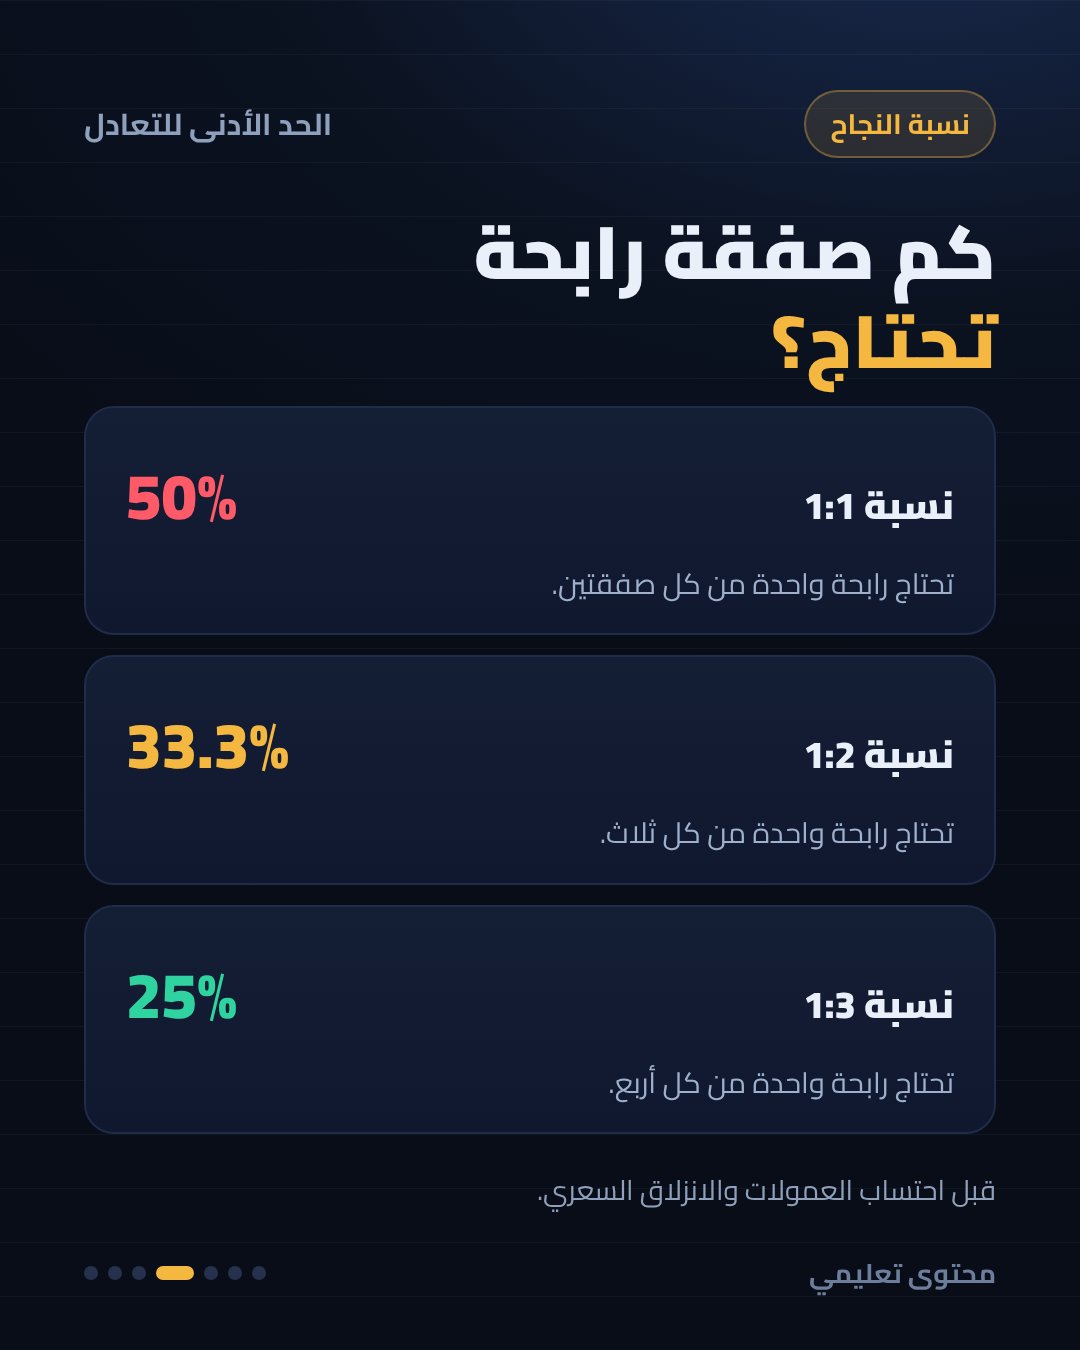 نسبة النجاح
الحد الأدنى للتعادل
كم صفقة رابحة
تحتاج؟
نسبة 1:1
50%
تحتاج رابحة واحدة من كل صفقتين.
نسبة 1:2
33.3%
تحتاج رابحة واحدة من كل ثلاث.
نسبة 1:3
25%
تحتاج رابحة واحدة من كل أربع.
قبل احتساب العمولات والانزلاق السعري.
محتوى تعليمي